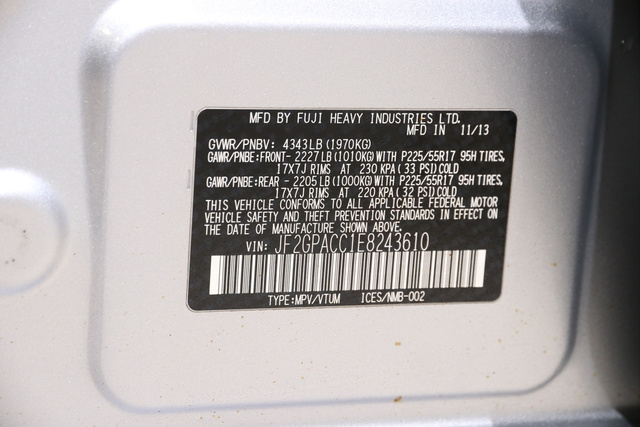 MFD BY FUJI HEAVY INDUSTRIES LTD.
MFD IN 11/13
GVWR/PNBV: 4343LB(1970KG)
GAWR/PNBE:FRONT- 2227LB(1010KG)WITH P225/55R17 95H TIRES,
17X7J RIMS AT 230 KPA(33 PSI)COLD
GAWR/PNBE:REAR - 2205LB(1000KG)WITH P225/55R17 95H TIRES,
17X7J RIMS AT 220 KPA(32 PSI)COLD
THIS VEHICLE CONFORMS TO ALL APPLICABLE FEDERAL MOTOR
VEHICLE SAFETY AND THEFT PREVENTION STANDARDS IN EFFECT ON
THE DATE OF MANUFACTURE SHOWN ABOVE.
VIN: JF2GPACC1E8243610
TYPE:MPV/VTUM ICES/NMB-002